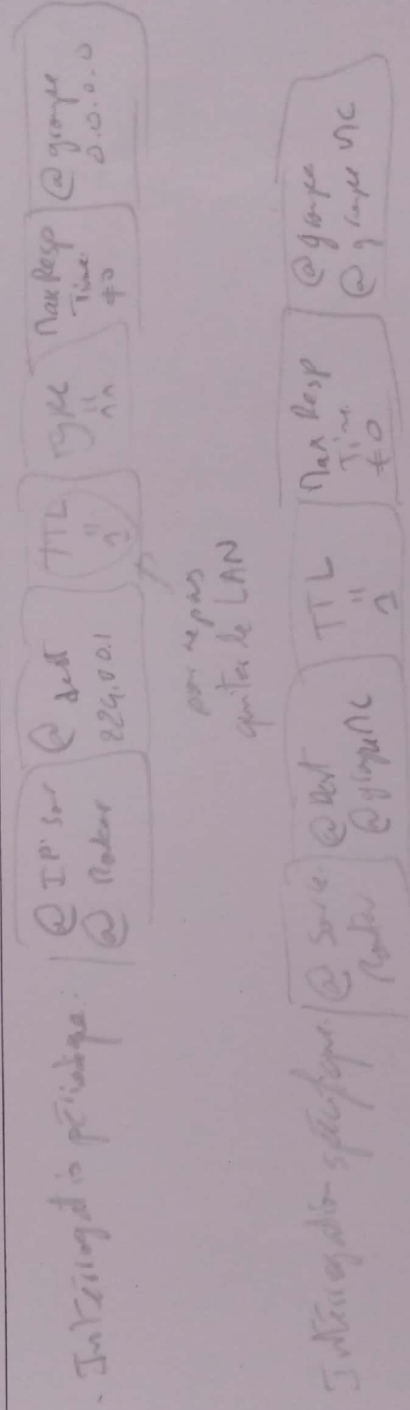 - Interrogation périodique :
@ IP sour
@ Routeur
@ dest
224.0.0.1
TTL
=
1
Type
=
11
Max Resp
Time
≠0
@ groupe
0.0.0.0
pour ne pas
quitter le LAN
Interrogation spécifique
@ Source
Router
@ Dest
@ groupe MC
TTL
=
1
Max Resp
Time
≠0
@ groupe
@ groupe MC